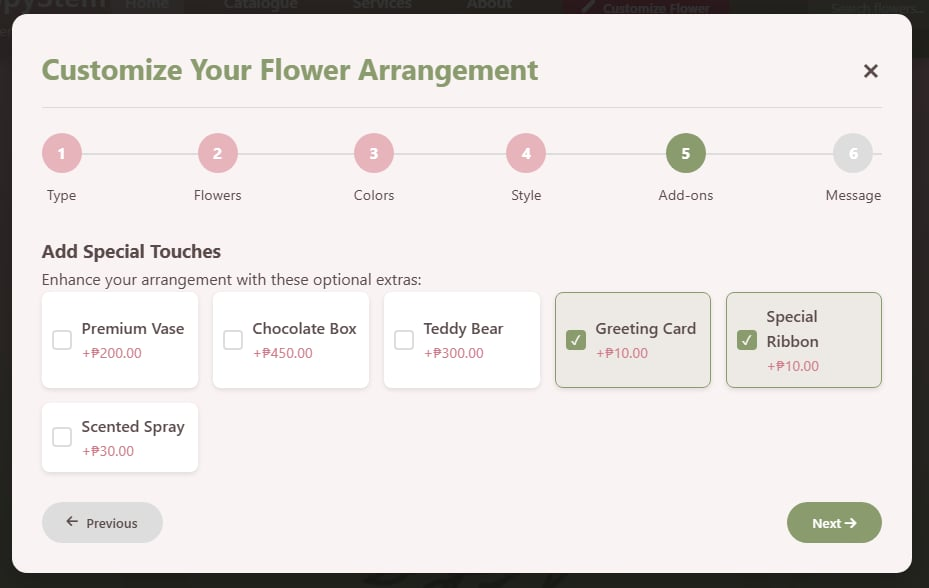 Home Catalogue Services About Customize Flower Search flowers...
Customize Your Flower Arrangement ×
1 2 3 4 5 6
Type Flowers Colors Style Add-ons Message
Add Special Touches
Enhance your arrangement with these optional extras:
Premium Vase
+₱200.00
Chocolate Box
+₱450.00
Teddy Bear
+₱300.00
Greeting Card
+₱10.00
Special
Ribbon
+₱10.00
Scented Spray
+₱30.00
← Previous
Next →